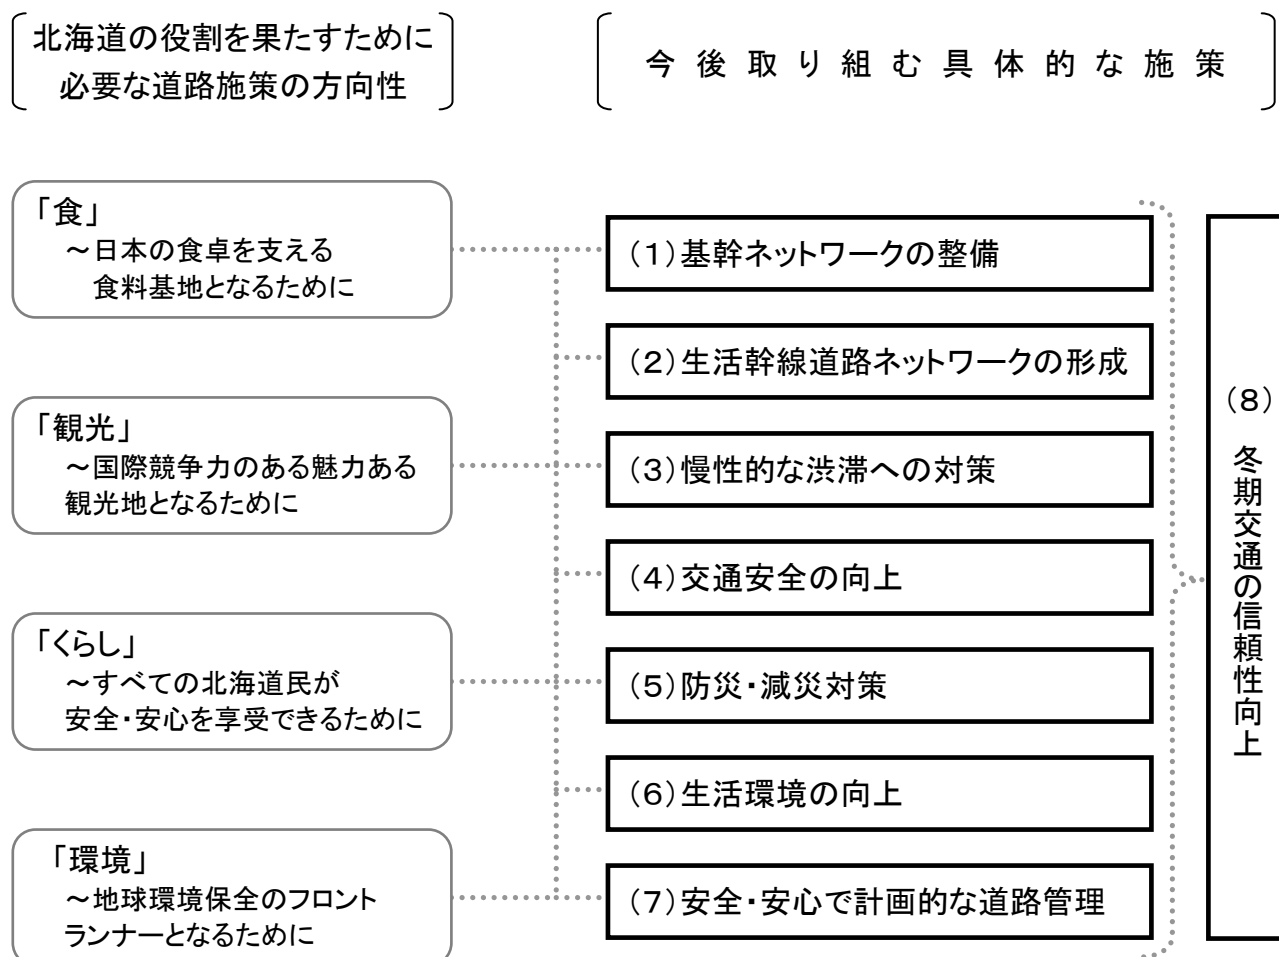 北海道の役割を果たすために
必要な道路施策の方向性
今後取り組む具体的な施策
「食」
～日本の食卓を支える
食料基地となるために
「観光」
～国際競争力のある魅力ある
観光地となるために
「くらし」
～すべての北海道民が
安全・安心を享受できるために
「環境」
～地球環境保全のフロント
ランナーとなるために
（1）基幹ネットワークの整備
（2）生活幹線道路ネットワークの形成
（3）慢性的な渋滞への対策
（4）交通安全の向上
（5）防災・減災対策
（6）生活環境の向上
（7）安全・安心で計画的な道路管理
（8）
冬期交通の信頼性向上